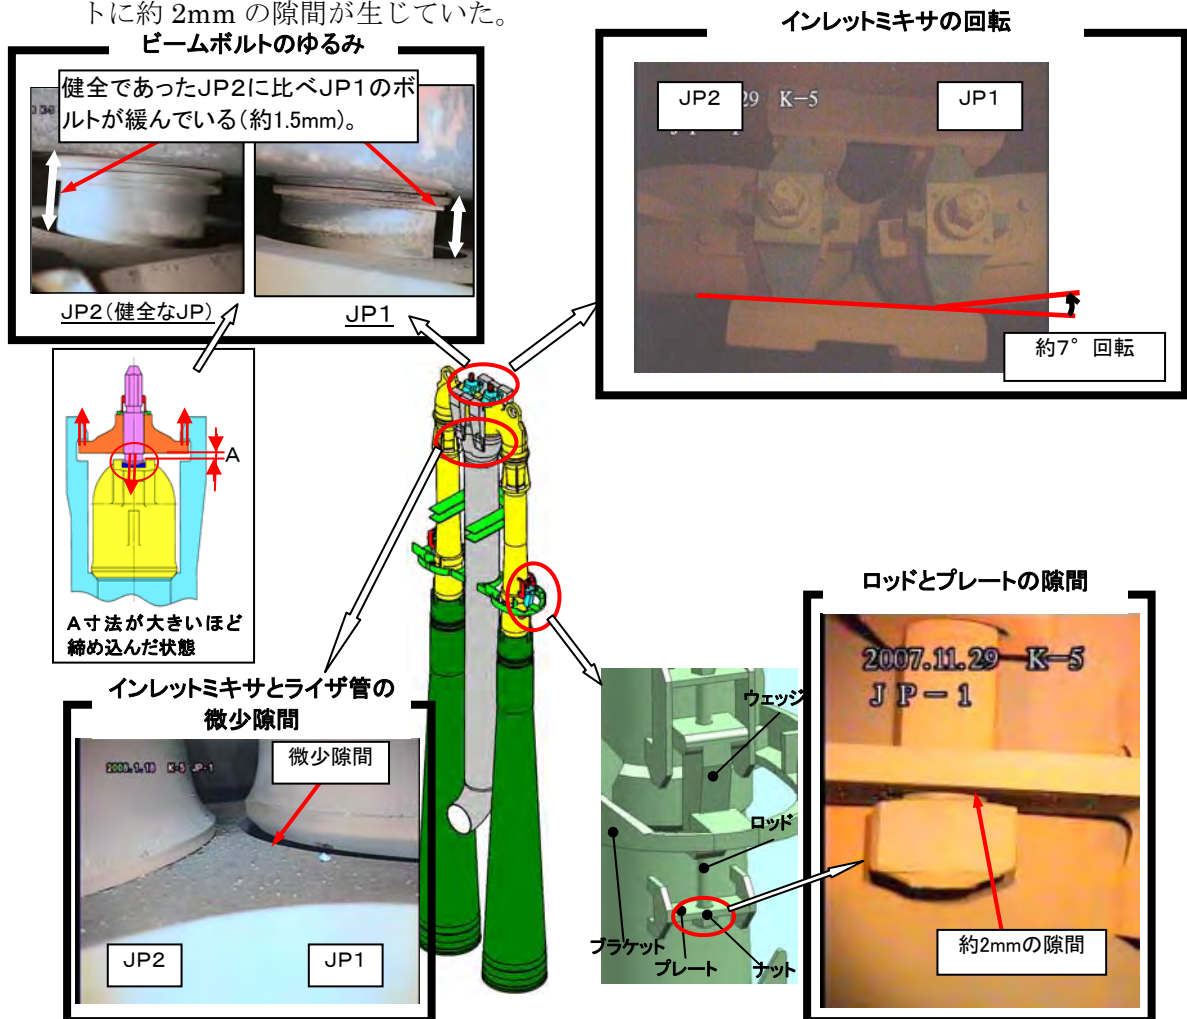 トに約 2mm の隙間が生じていた。
ビームボルトのゆるみ
健全であったJP2に比べJP1のボ
ルトが緩んでいる(約1.5mm)。
JP2(健全なJP)
JP1
インレットミキサの回転
JP2
29 K-5
JP1
約7° 回転
A
A寸法が大きいほど
締め込んだ状態
インレットミキサとライザ管の
微少隙間
2008.1.18 K-5 JP-1
微少隙間
JP2
JP1
ウェッジ
ロッド
ブラケット
プレート
ナット
ロッドとプレートの隙間
2007.11.29 K-5
JP-1
約2mmの隙間